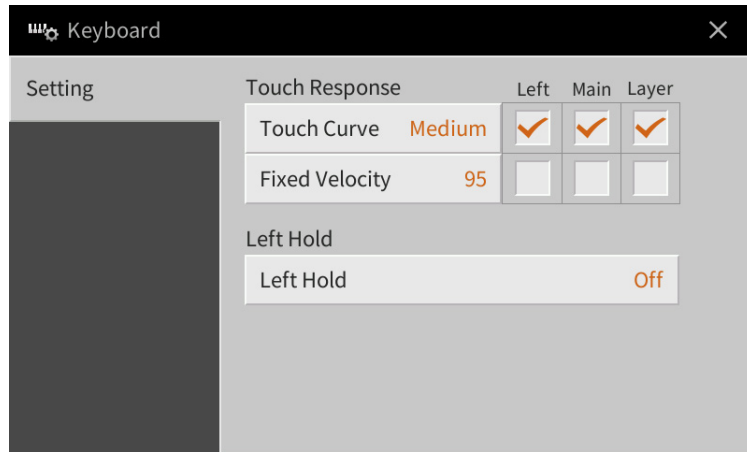 Keyboard
Setting
Touch Response Left Main Layer
Touch Curve Medium
Fixed Velocity 95
Left Hold
Left Hold Off